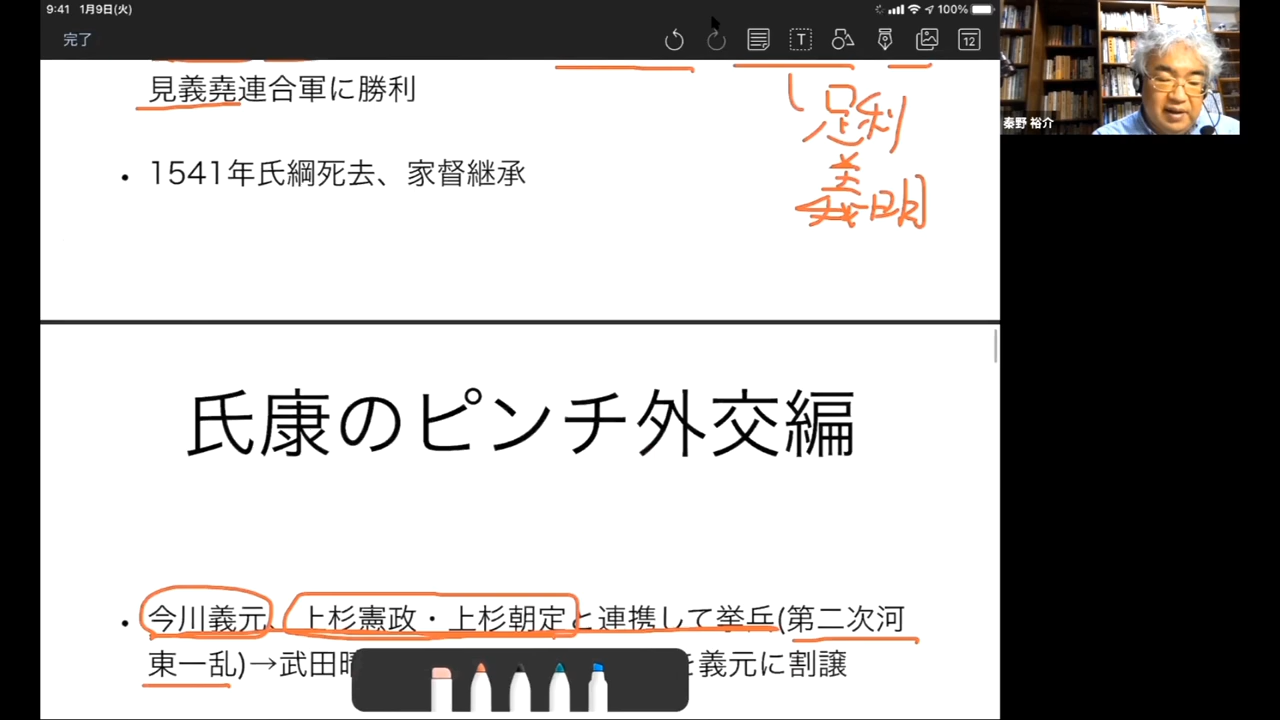 9:41 1月9日(火)
100%
完了
12
秦野 裕介
見義堯連合軍に勝利
足利
義明
• 1541年氏綱死去、家督継承
氏康のピンチ外交編
• 今川義元、上杉憲政・上杉朝定と連携して挙兵(第二次河
東一乱)→武田晴
を義元に割譲